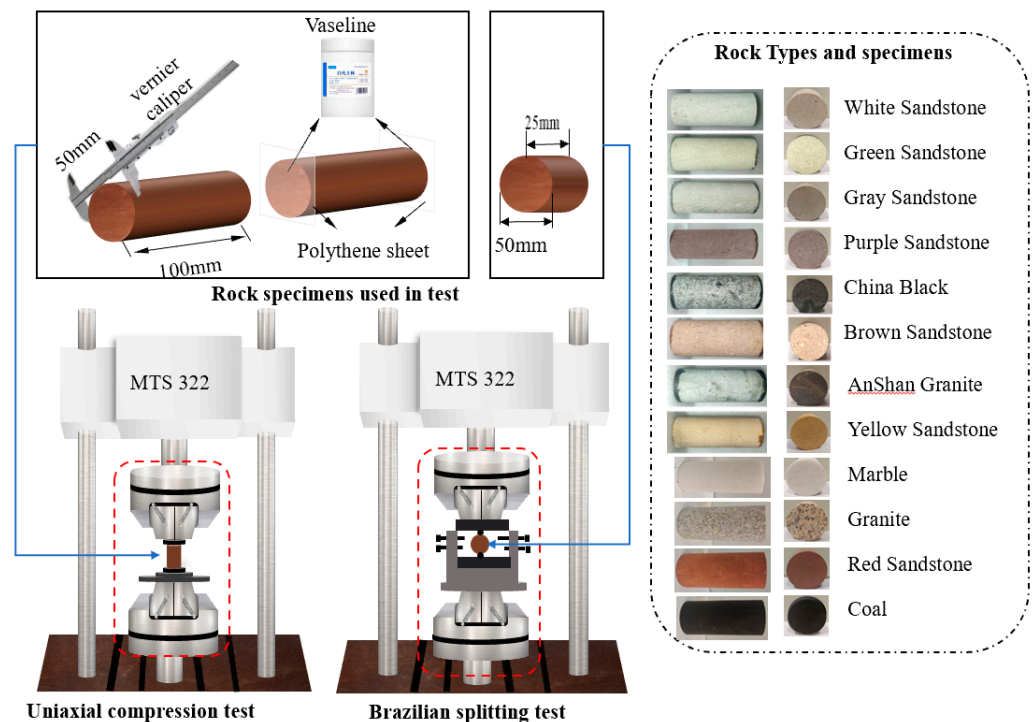 Vaseline
vernier
caliper
50mm
100mm
Polythene sheet
25mm
50mm
Rock specimens used in test
MTS 322
MTS 322
Uniaxial compression test
Brazilian splitting test
Rock Types and specimens
White Sandstone
Green Sandstone
Gray Sandstone
Purple Sandstone
China Black
Brown Sandstone
AnShan Granite
Yellow Sandstone
Marble
Granite
Red Sandstone
Coal